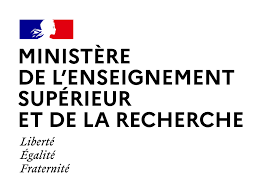 MINISTÈRE
DE L'ENSEIGNEMENT
SUPÉRIEUR
ET DE LA RECHERCHE
Liberté
Égalité
Fraternité